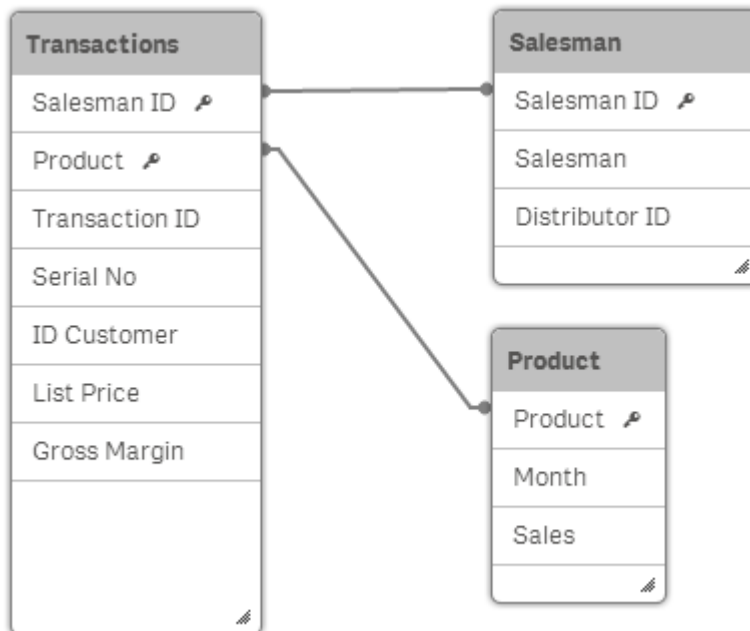 Transactions
Salesman ID
Product
Transaction ID
Serial No
ID Customer
List Price
Gross Margin
Salesman
Salesman ID
Salesman
Distributor ID
Product
Product
Month
Sales